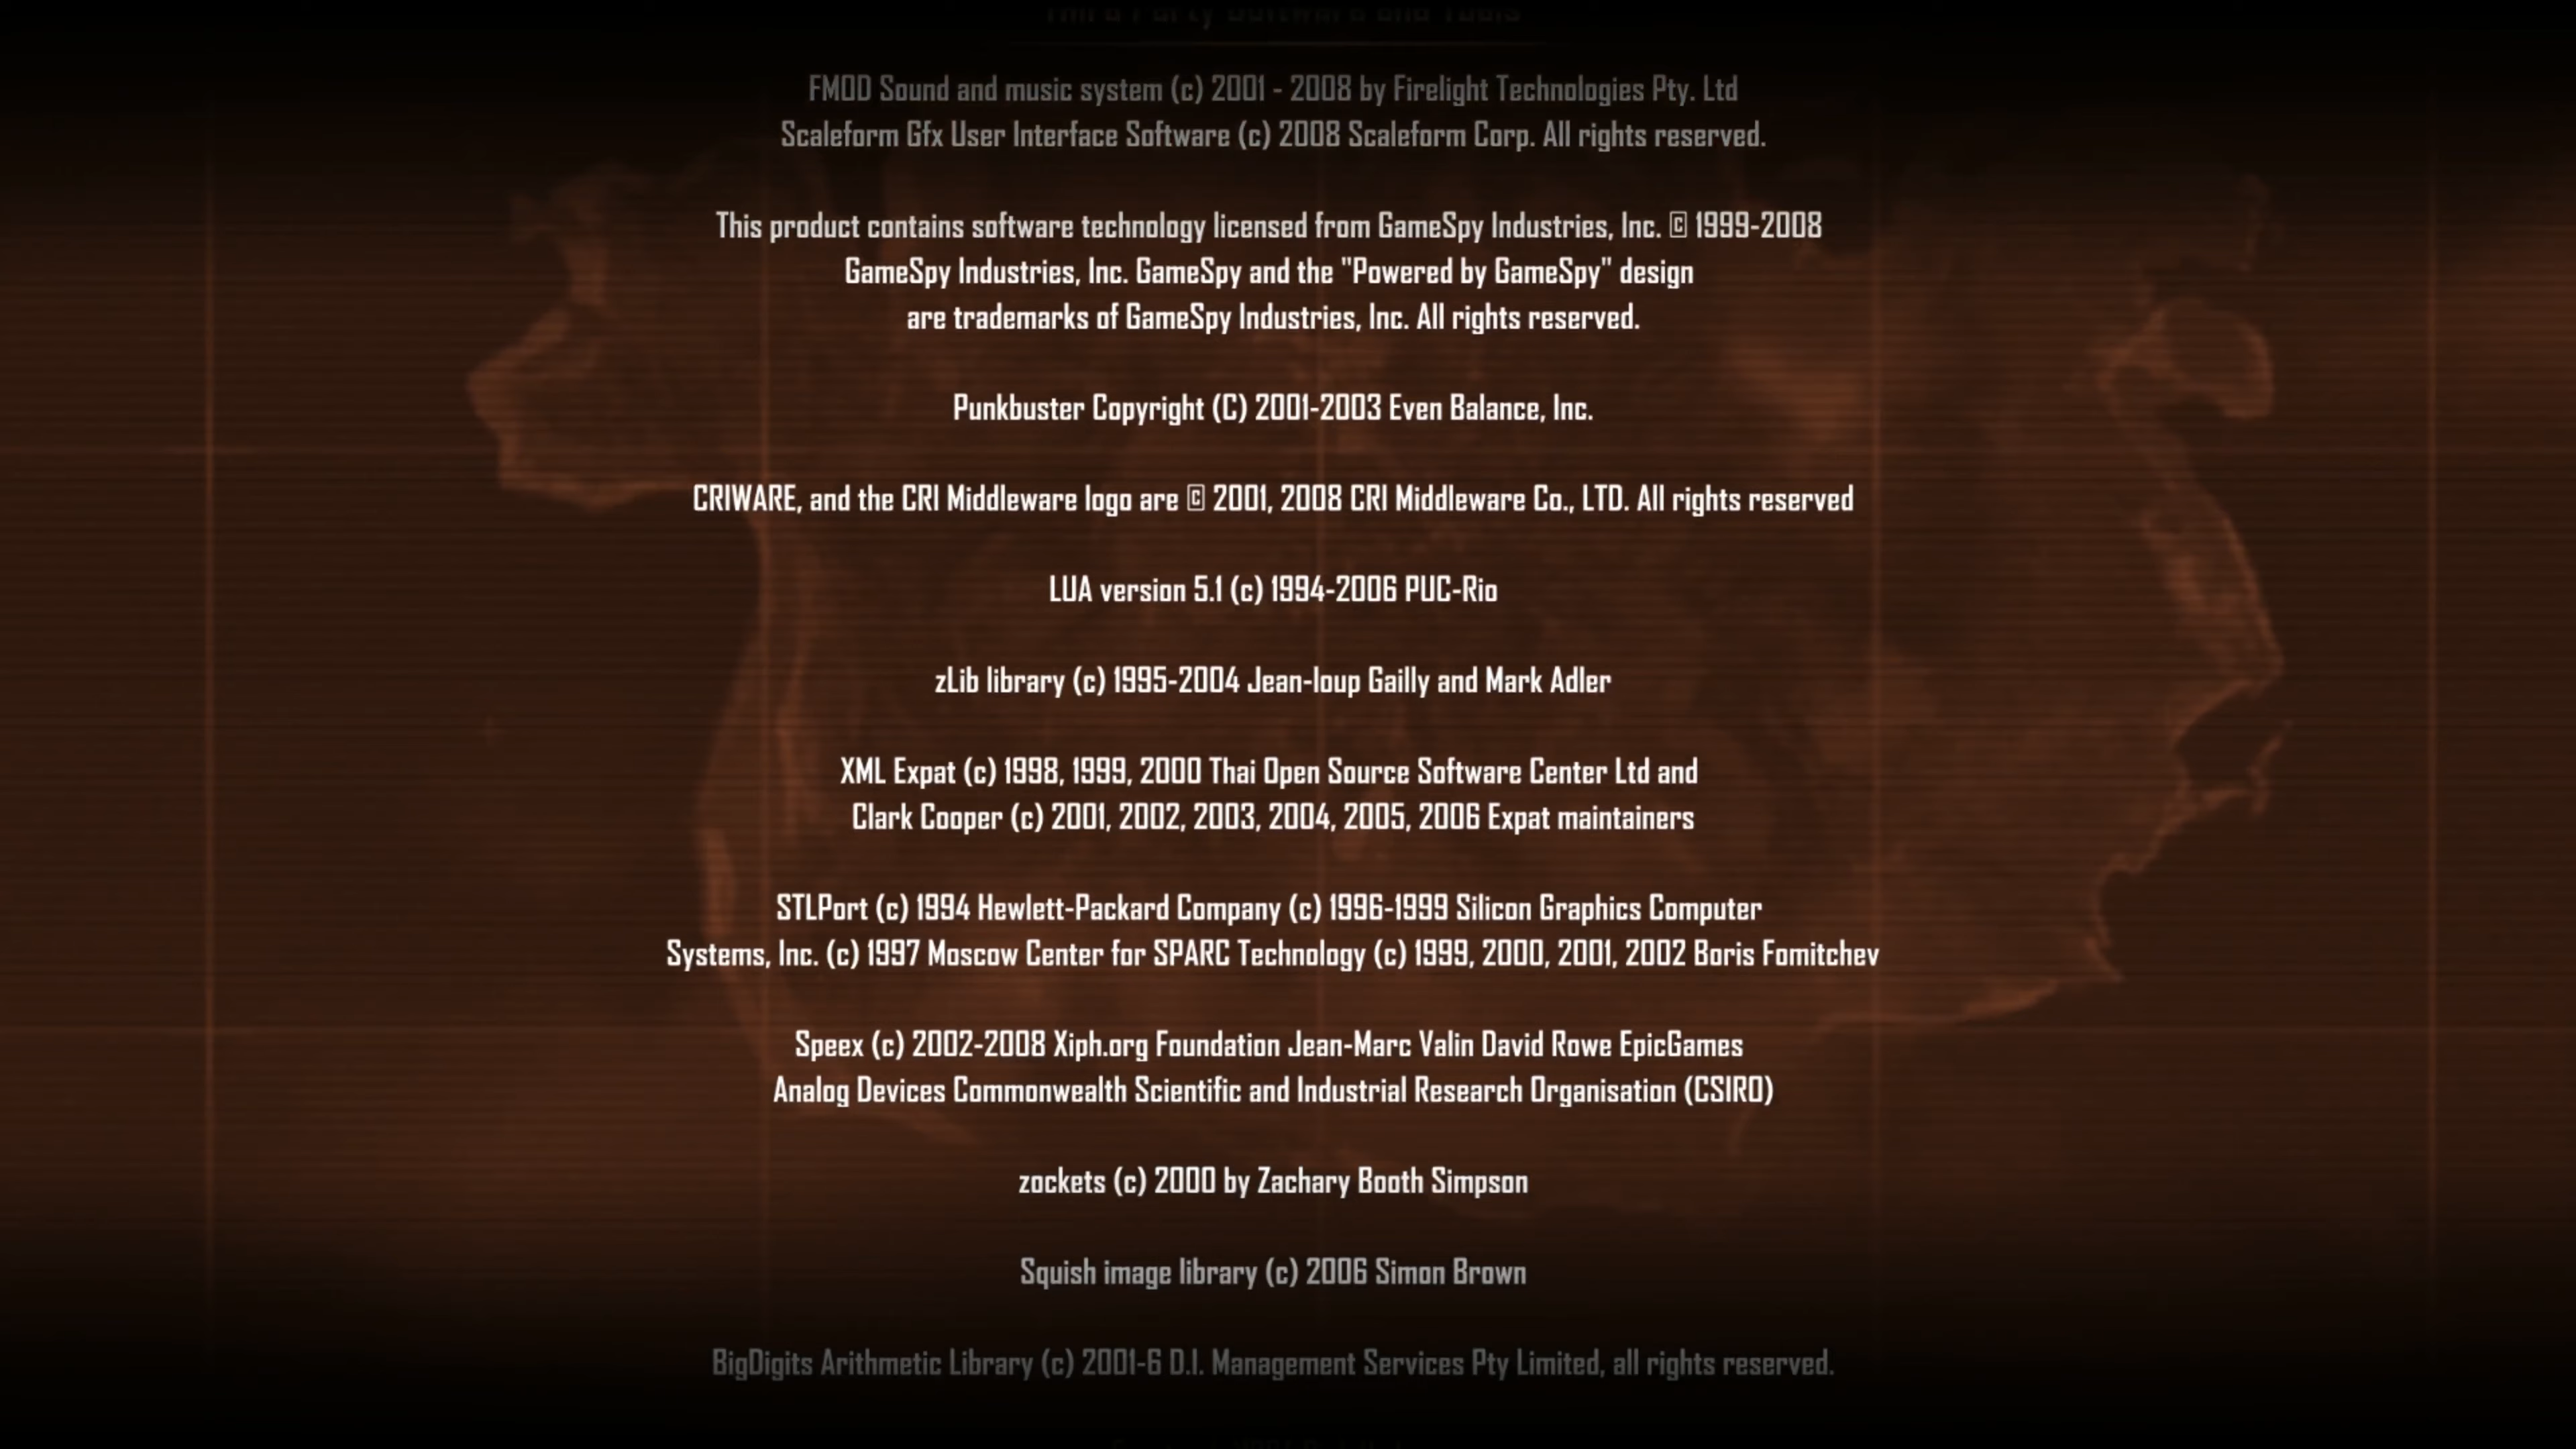 Third Party Software and Tools
FMOD Sound and music system (c) 2001 - 2008 by Firelight Technologies Pty. Ltd
Scaleform Gfx User Interface Software (c) 2008 Scaleform Corp. All rights reserved.
This product contains software technology licensed from GameSpy Industries, Inc. © 1999-2008
GameSpy Industries, Inc. GameSpy and the "Powered by GameSpy" design
are trademarks of GameSpy Industries, Inc. All rights reserved.
Punkbuster Copyright (C) 2001-2003 Even Balance, Inc.
CRIWARE, and the CRI Middleware logo are © 2001, 2008 CRI Middleware Co., LTD. All rights reserved
LUA version 5.1 (c) 1994-2006 PUC-Rio
zLib library (c) 1995-2004 Jean-loup Gailly and Mark Adler
XML Expat (c) 1998, 1999, 2000 Thai Open Source Software Center Ltd and
Clark Cooper (c) 2001, 2002, 2003, 2004, 2005, 2006 Expat maintainers
STLPort (c) 1994 Hewlett-Packard Company (c) 1996-1999 Silicon Graphics Computer
Systems, Inc. (c) 1997 Moscow Center for SPARC Technology (c) 1999, 2000, 2001, 2002 Boris Fomitchev
Speex (c) 2002-2008 Xiph.org Foundation Jean-Marc Valin David Rowe EpicGames
Analog Devices Commonwealth Scientific and Industrial Research Organisation (CSIRO)
zockets (c) 2000 by Zachary Booth Simpson
Squish image library (c) 2006 Simon Brown
BigDigits Arithmetic Library (c) 2001-6 D.I. Management Services Pty Limited, all rights reserved.